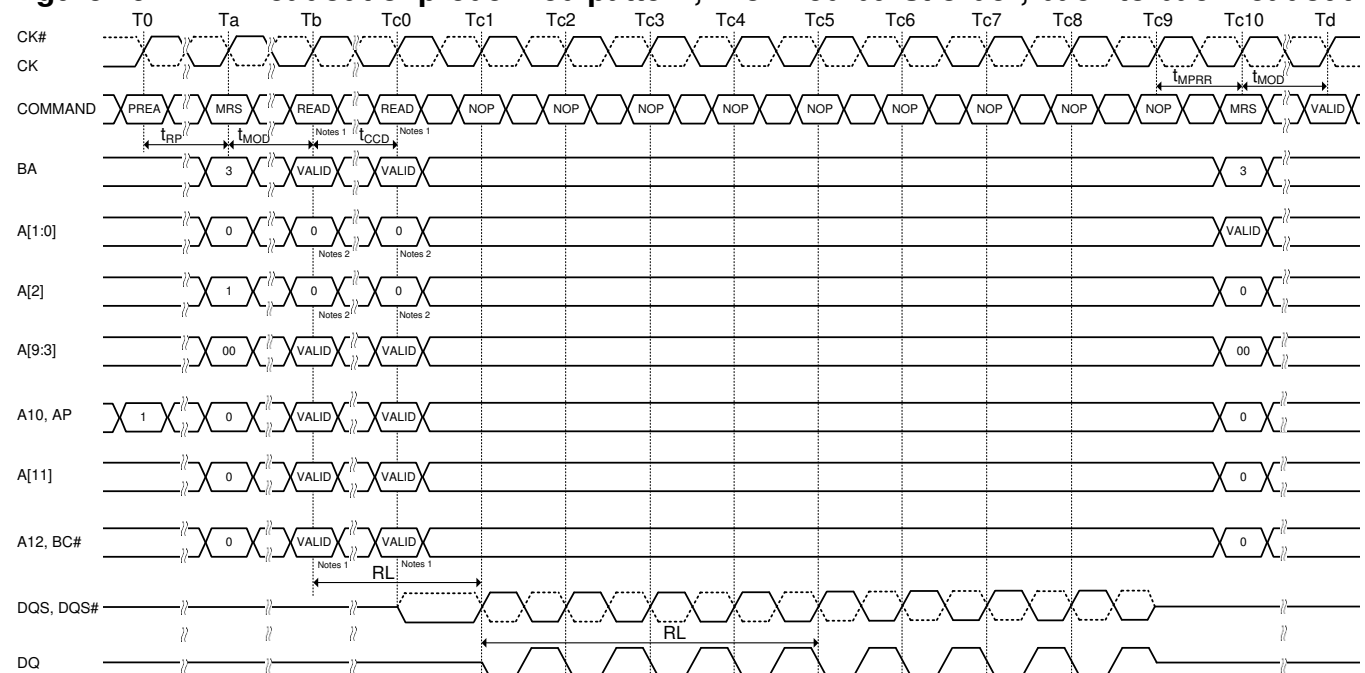 T0 Ta Tb Tc0 Tc1 Tc2 Tc3 Tc4 Tc5 Tc6 Tc7 Tc8 Tc9 Tc10 Td
CK#
CK
tMPRR tMOD
COMMAND PREA MRS READ READ NOP NOP NOP NOP NOP NOP NOP NOP NOP MRS VALID
tRP tMOD Notes 1 tCCD Notes 1
BA 3 VALID VALID 3
A[1:0] 0 0 0 VALID
Notes 2 Notes 2
A[2] 1 0 0 0
Notes 2 Notes 2
A[9:3] 00 VALID VALID 00
A10, AP 1 0 VALID VALID 0
A[11] 0 VALID VALID 0
A12, BC# 0 VALID VALID 0
Notes 1 Notes 1
RL
DQS, DQS#
RL
DQ